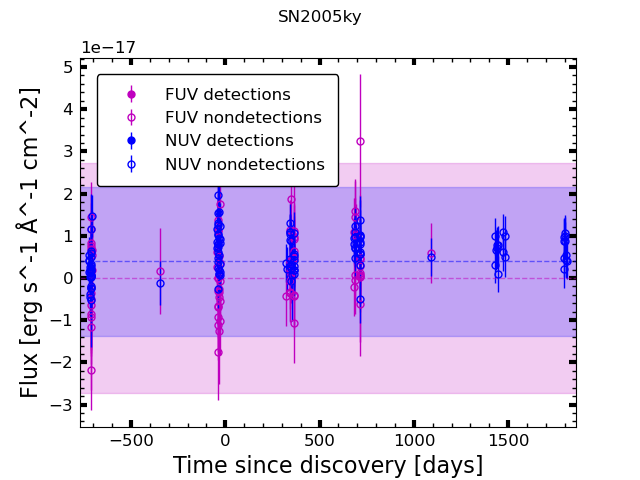 SN2005ky
1e−17
FUV detections
FUV nondetections
NUV detections
NUV nondetections
Flux [erg s^-1 Å^-1 cm^-2]
5
4
3
2
1
0
−1
−2
−3
−500
0
500
1000
1500
Time since discovery [days]